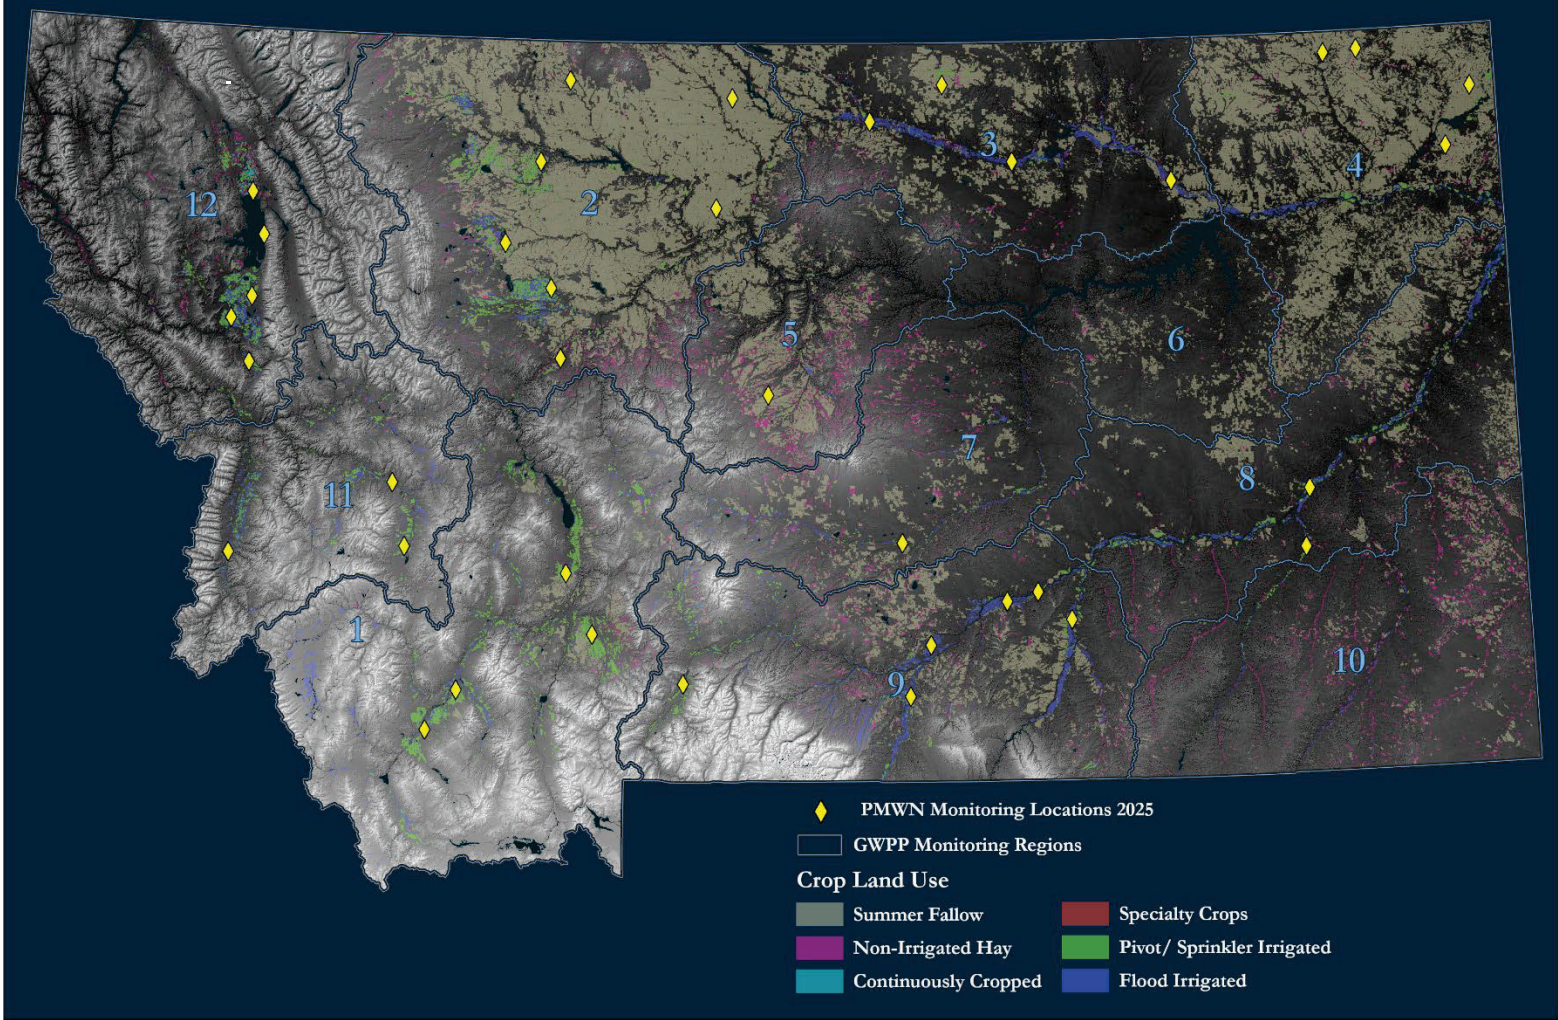 12
2
3
4
5
6
7
8
11
1
9
10
PMWN Monitoring Locations 2025
GWPP Monitoring Regions
Crop Land Use
Summer Fallow
Specialty Crops
Non-Irrigated Hay
Pivot/ Sprinkler Irrigated
Continuously Cropped
Flood Irrigated